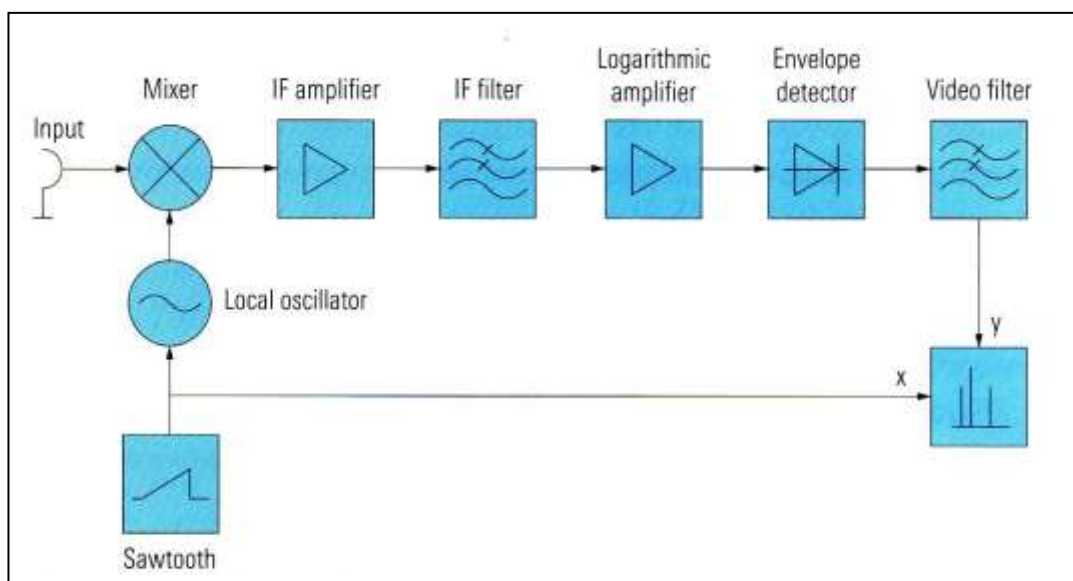 Mixer
IF amplifier
IF filter
Logarithmic
amplifier
Envelope
detector
Video filter
Input
Local oscillator
y
x
Sawtooth